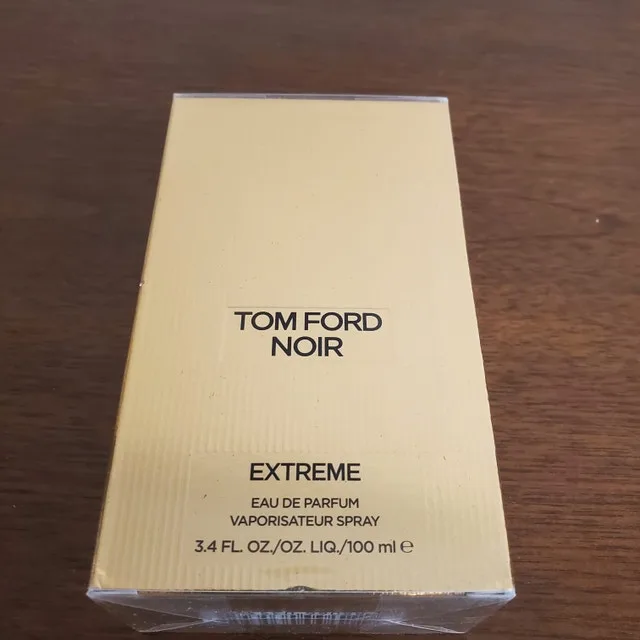 TOM FORD
NOIR
EXTREME
EAU DE PARFUM
VAPORISATEUR SPRAY
3.4 FL. OZ./OZ. LIQ./100 ml ℮